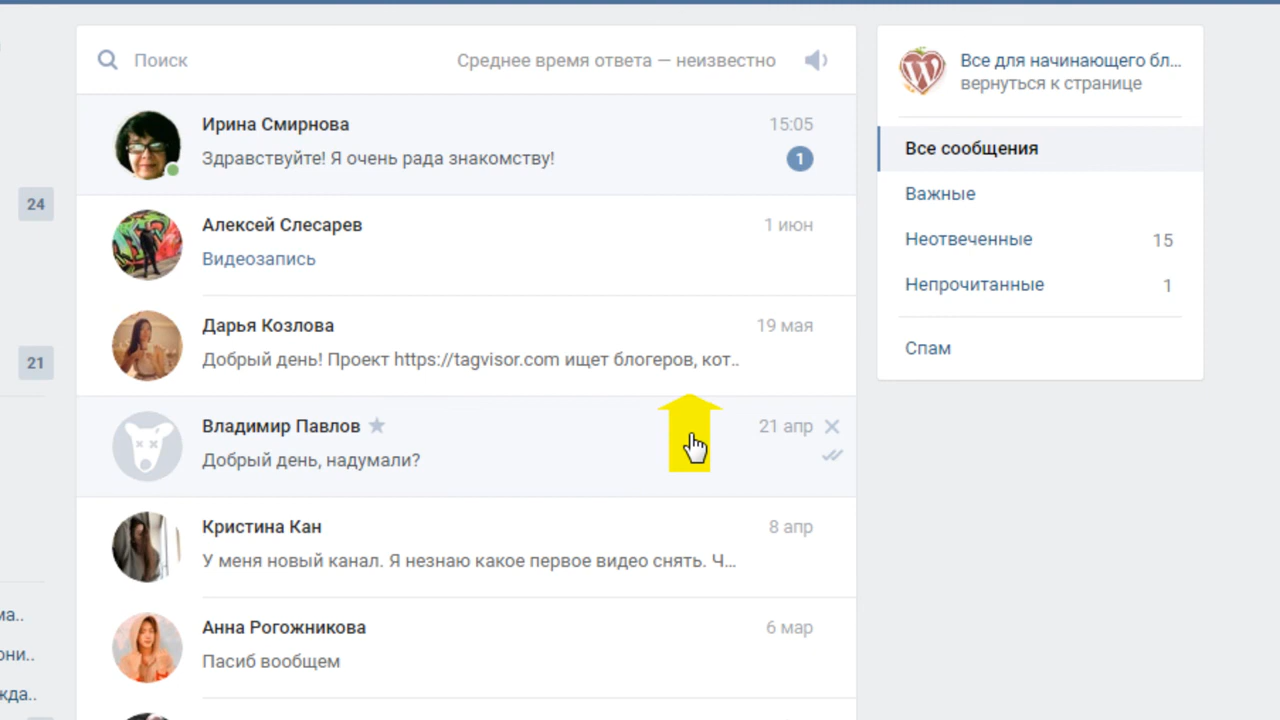 Поиск
Среднее время ответа — неизвестно
Ирина Смирнова
15:05
Здравствуйте! Я очень рада знакомству!
1
Алексей Слесарев
1 июн
Видеозапись
Дарья Козлова
19 мая
Добрый день! Проект https://tagvisor.com ищет блогеров, кот..
Владимир Павлов
21 апр
Добрый день, надумали?
Кристина Кан
8 апр
У меня новый канал. Я незнаю какое первое видео снять. Ч...
Анна Рогожникова
6 мар
Пасиб вообщем
24
21
ма..
они..
жда..
W
Все для начинающего бл...
вернуться к странице
Все сообщения
Важные
Неотвеченные
15
Непрочитанные
1
Спам